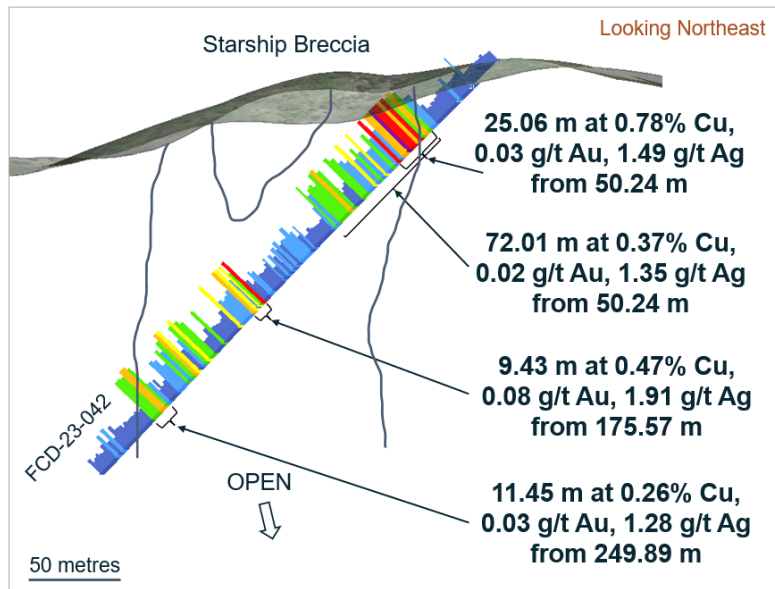 Starship Breccia
Looking Northeast
25.06 m at 0.78% Cu,
0.03 g/t Au, 1.49 g/t Ag
from 50.24 m
72.01 m at 0.37% Cu,
0.02 g/t Au, 1.35 g/t Ag
from 50.24 m
9.43 m at 0.47% Cu,
0.08 g/t Au, 1.91 g/t Ag
from 175.57 m
11.45 m at 0.26% Cu,
0.03 g/t Au, 1.28 g/t Ag
from 249.89 m
FCD-23-042
OPEN
50 metres